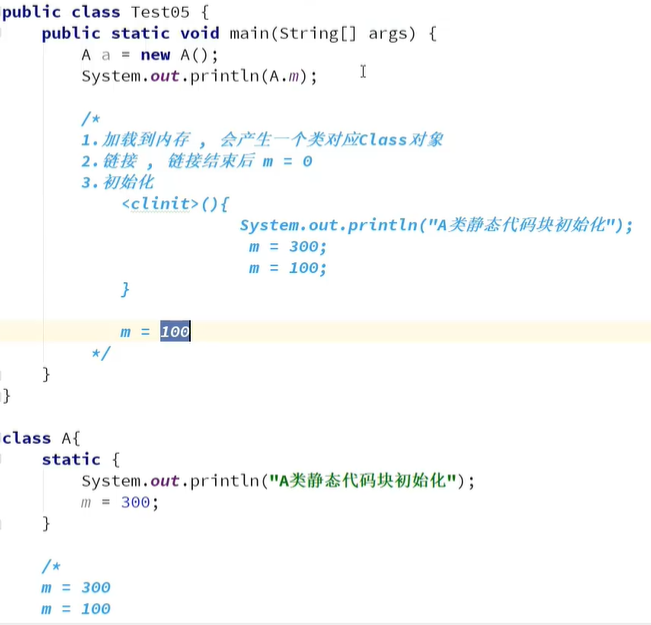 public class Test05 {
public static void main(String[] args) {
A a = new A();
System.out.println(A.m);
/*
1.加载到内存 , 会产生一个类对应Class对象
2.链接 , 链接结束后 m = 0
3.初始化
<clinit>(){
System.out.println("A类静态代码块初始化");
m = 300;
m = 100;
}
m = 100
*/
}
}
class A{
static {
System.out.println("A类静态代码块初始化");
m = 300;
}
/*
m = 300
m = 100